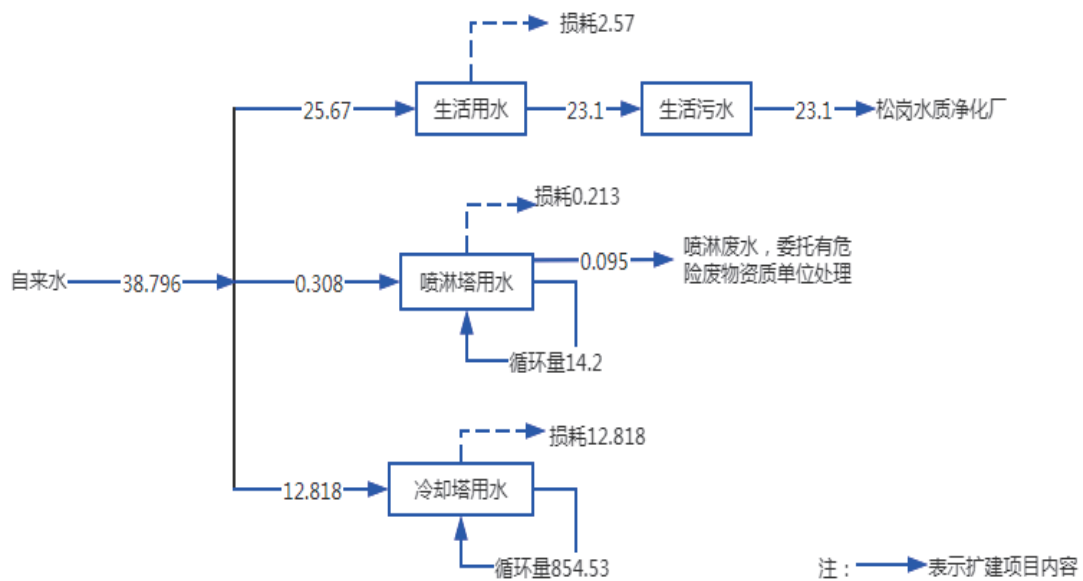 损耗2.57
25.67
生活用水
23.1
生活污水
23.1
松岗水质净化厂
损耗0.213
自来水
38.796
0.308
喷淋塔用水
0.095
喷淋废水，委托有危
险废物资质单位处理
循环量14.2
损耗12.818
12.818
冷却塔用水
循环量854.53
注：
表示扩建项目内容